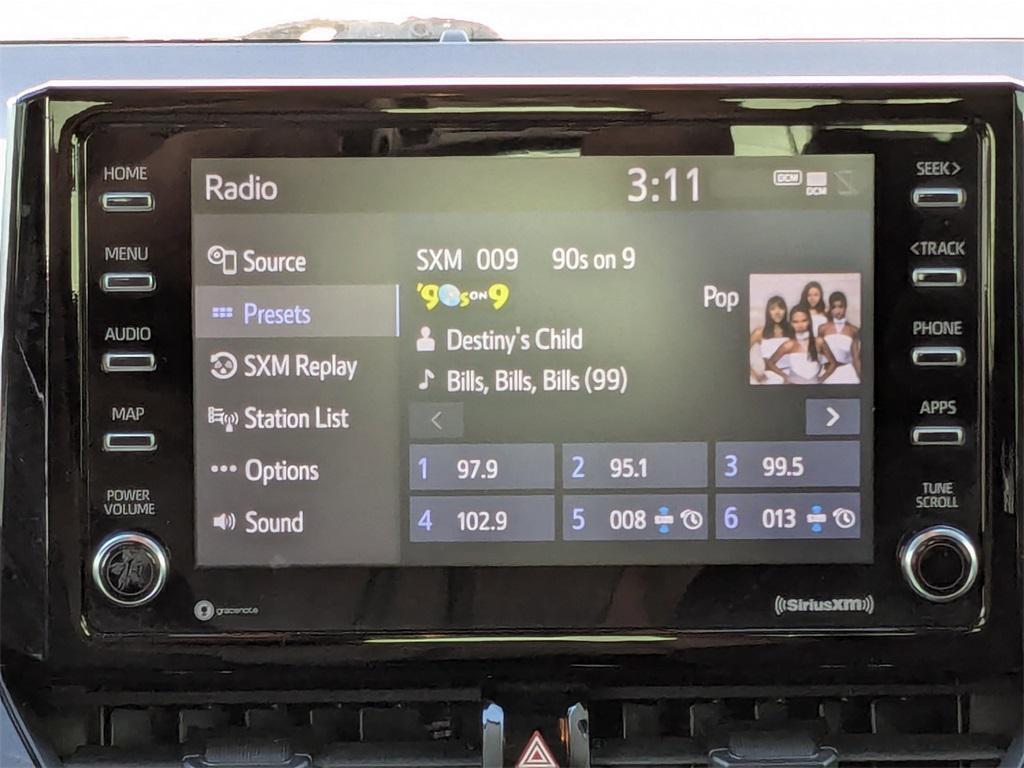 HOME
MENU
AUDIO
MAP
POWER
VOLUME
Radio
3:11
DCM
DCM
Source
Presets
SXM Replay
Station List
Options
Sound
SXM 009 90s on 9
'90s ON 9
Pop
Destiny's Child
Bills, Bills, Bills (99)
<
>
1 97.9
2 95.1
3 99.5
4 102.9
5 008
6 013
SEEK>
<TRACK
PHONE
APPS
TUNE
SCROLL
gracenote
((SiriusXM))